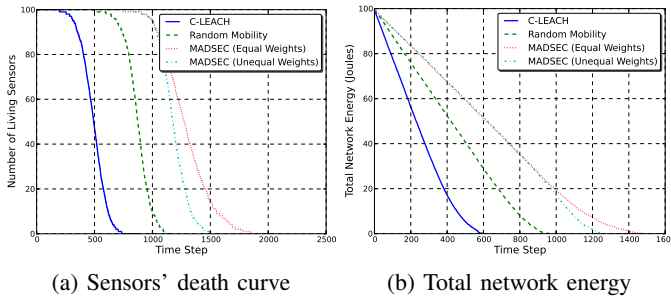 100
80
60
40
20
0
Number of Living Sensors
0 500 1000 1500 2000 2500
Time Step
C-LEACH
Random Mobility
MADSEC (Equal Weights)
MADSEC (Unequal Weights)
(a) Sensors' death curve
100
80
60
40
20
0
Total Network Energy (Joules)
0 200 400 600 800 1000 1200 1400 1600
Time Step
C-LEACH
Random Mobility
MADSEC (Equal Weights)
MADSEC (Unequal Weights)
(b) Total network energy